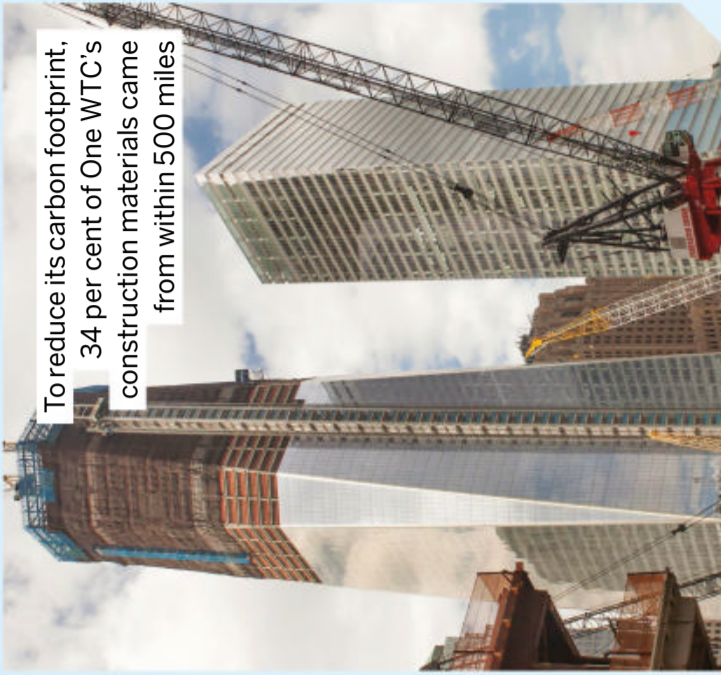 To reduce its carbon footprint,
34 per cent of One WTC's
construction materials came
from within 500 miles